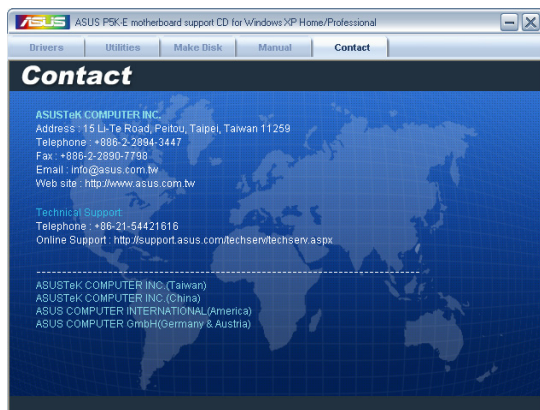 ASUS ASUS P5K-E motherboard support CD for Windows XP Home/Professional
Drivers Utilities Make Disk Manual Contact
Contact
ASUSTeK COMPUTER INC.
Address : 15 Li-Te Road, Peitou, Taipei, Taiwan 11259
Telephone : +886-2-2894-3447
Fax : +886-2-2890-7798
Email : info@asus.com.tw
Web site : http://www.asus.com.tw
Technical Support:
Telephone : +86-21-54421616
Online Support : http://support.asus.com/techserv/techserv.aspx
ASUSTeK COMPUTER INC.(Taiwan)
ASUSTeK COMPUTER INC.(China)
ASUS COMPUTER INTERNATIONAL(America)
ASUS COMPUTER GmbH(Germany & Austria)